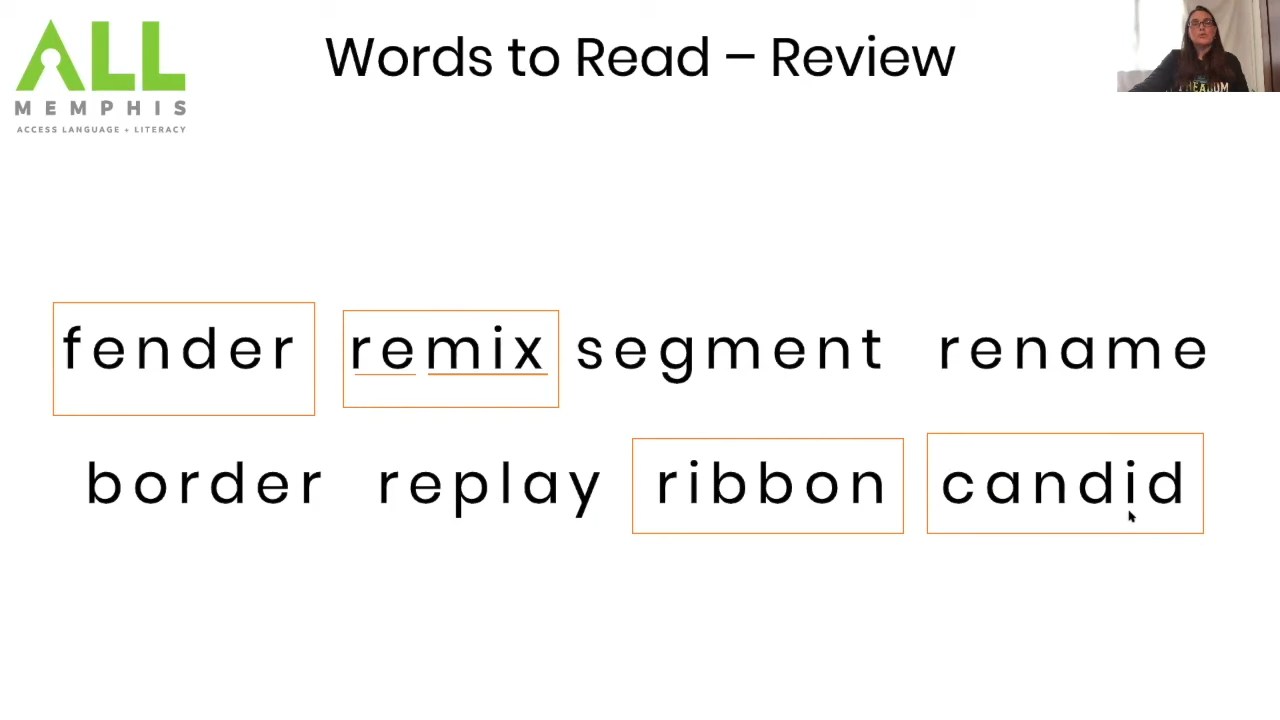 ALL
MEMPHIS
ACCESS LANGUAGE + LITERACY
Words to Read – Review
fender remix segment rename
border replay ribbon candid